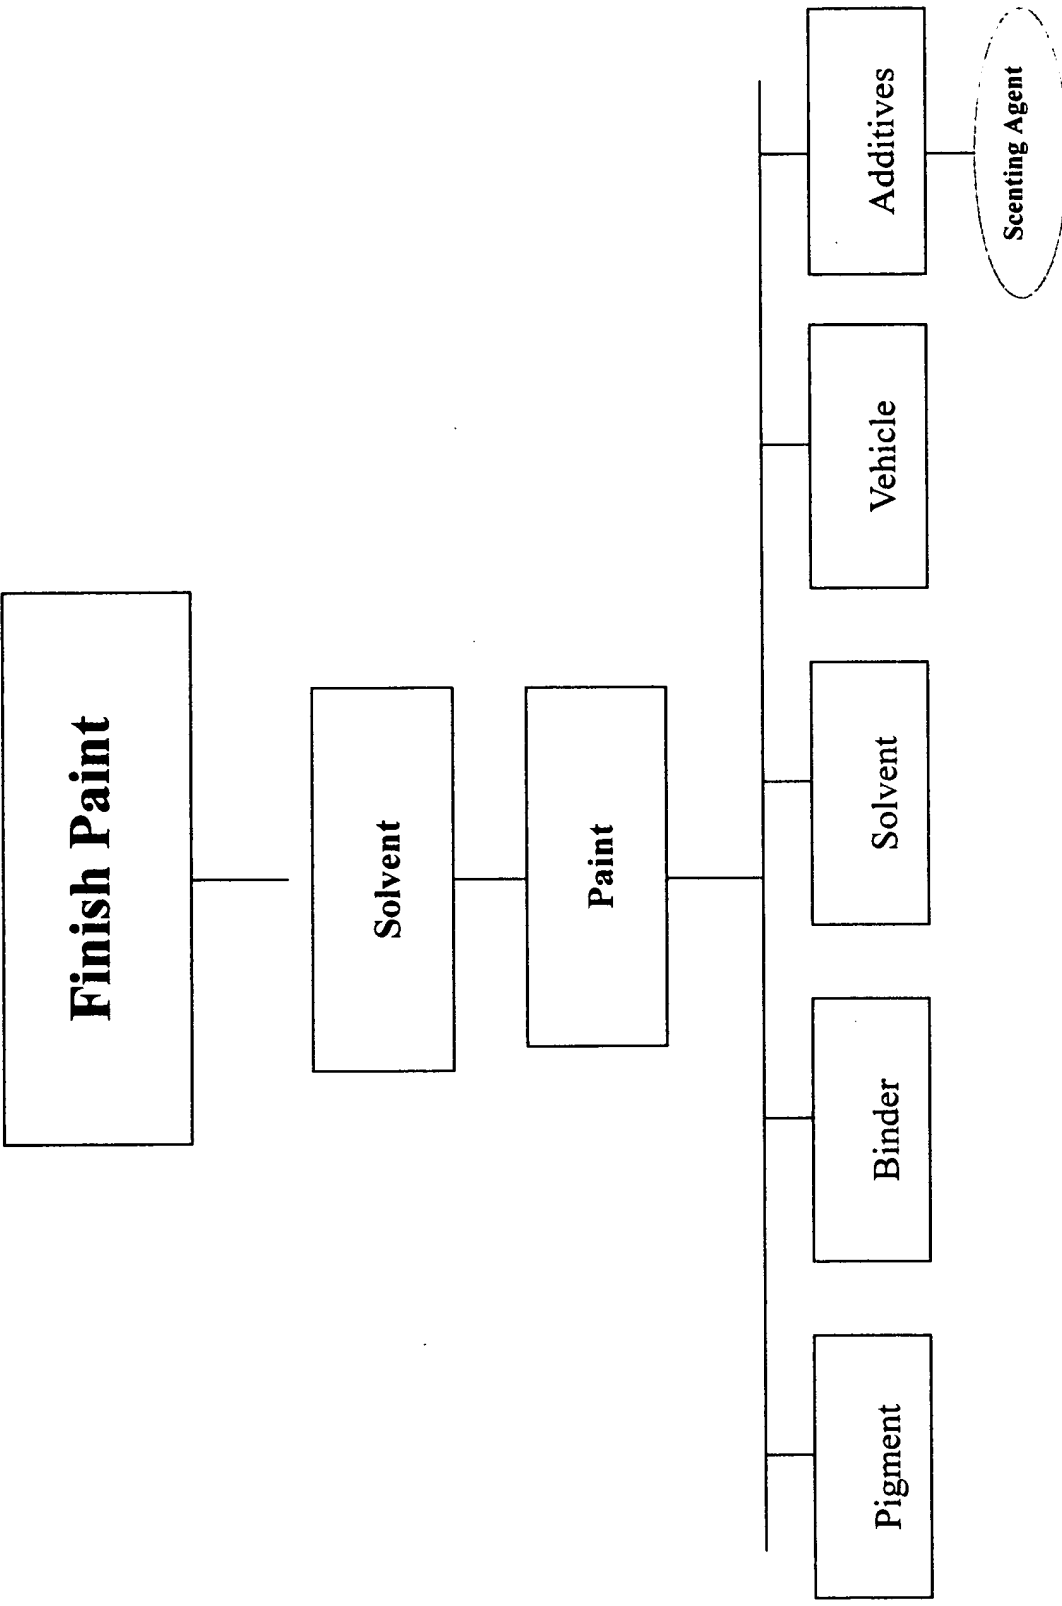 Finish Paint
Solvent
Paint
Pigment
Binder
Solvent
Vehicle
Additives
Scenting Agent